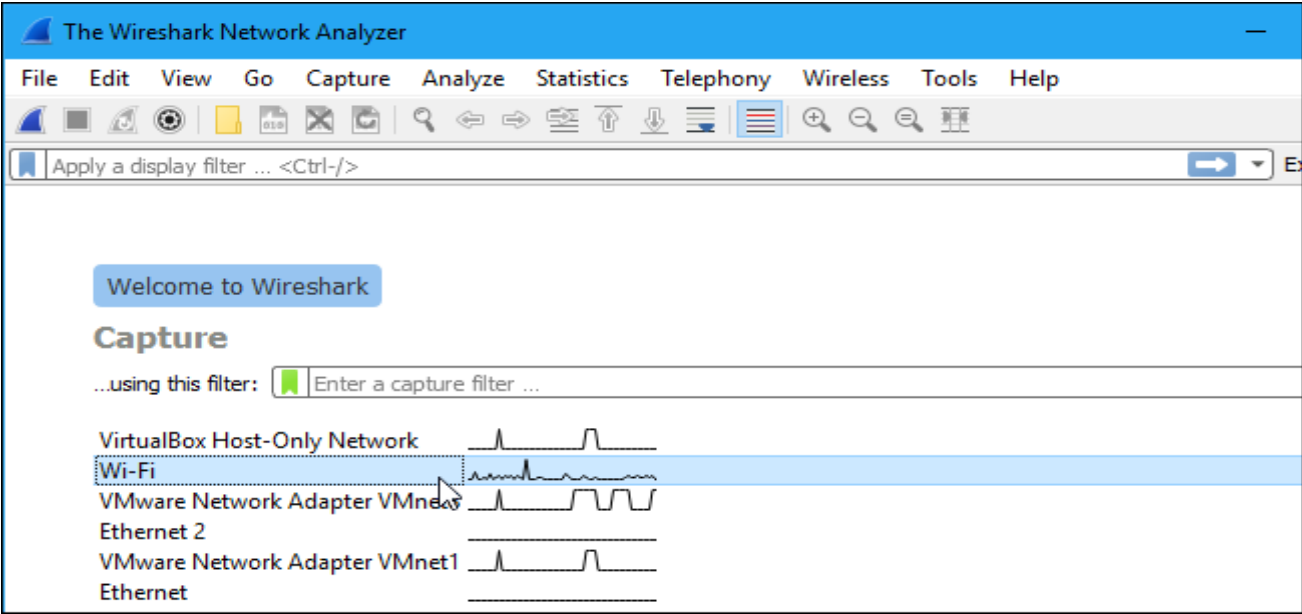 The Wireshark Network Analyzer
File Edit View Go Capture Analyze Statistics Telephony Wireless Tools Help
Apply a display filter ... <Ctrl-/>
Welcome to Wireshark
Capture
...using this filter: Enter a capture filter ...
VirtualBox Host-Only Network
Wi-Fi
VMware Network Adapter
Ethernet 2
VMware Network Adapter VMnet1
Ethernet